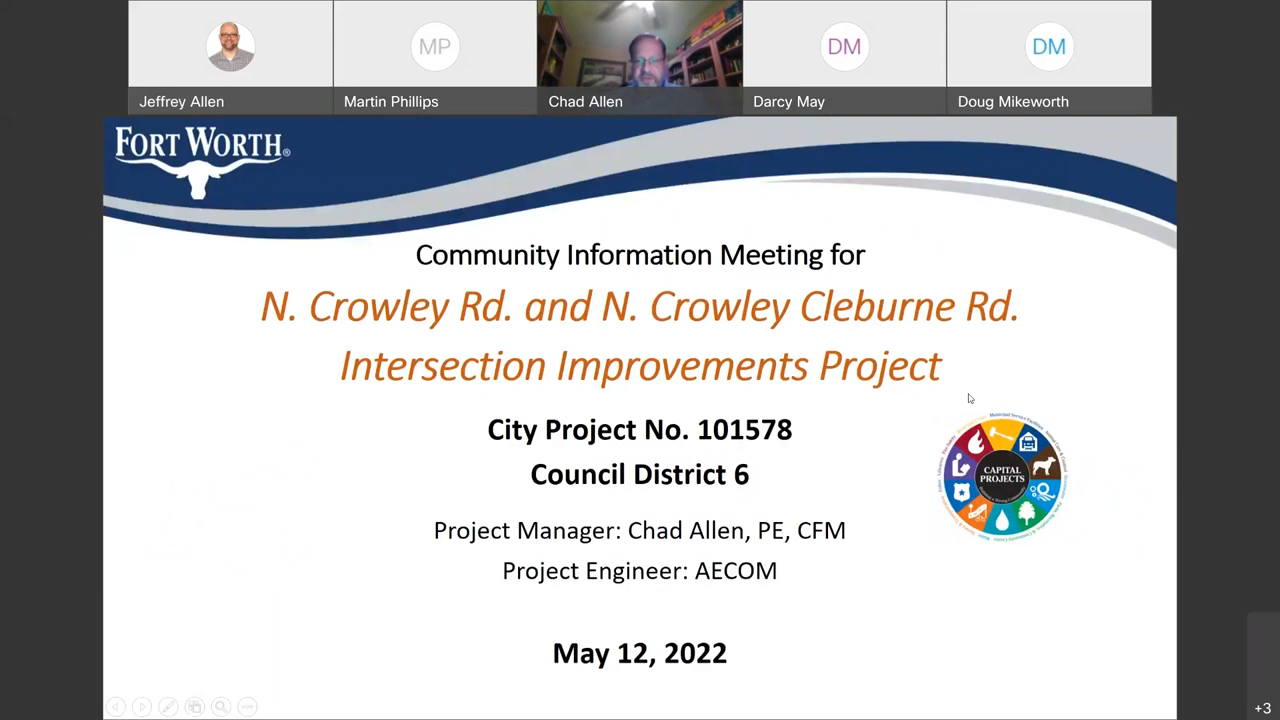 MP
DM
DM
Jeffrey Allen
Martin Phillips
Chad Allen
Darcy May
Doug Mikeworth
FORT WORTH®
Community Information Meeting for
N. Crowley Rd. and N. Crowley Cleburne Rd.
Intersection Improvements Project
City Project No. 101578
Council District 6
CAPITAL
PROJECTS
Project Manager: Chad Allen, PE, CFM
Project Engineer: AECOM
May 12, 2022
+3